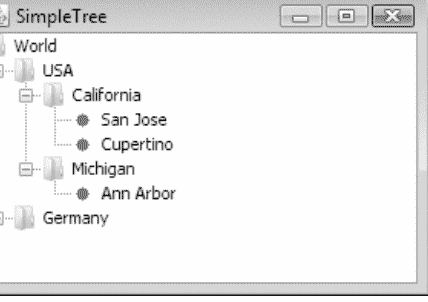 SimpleTree
World
USA
California
San Jose
Cupertino
Michigan
Ann Arbor
Germany